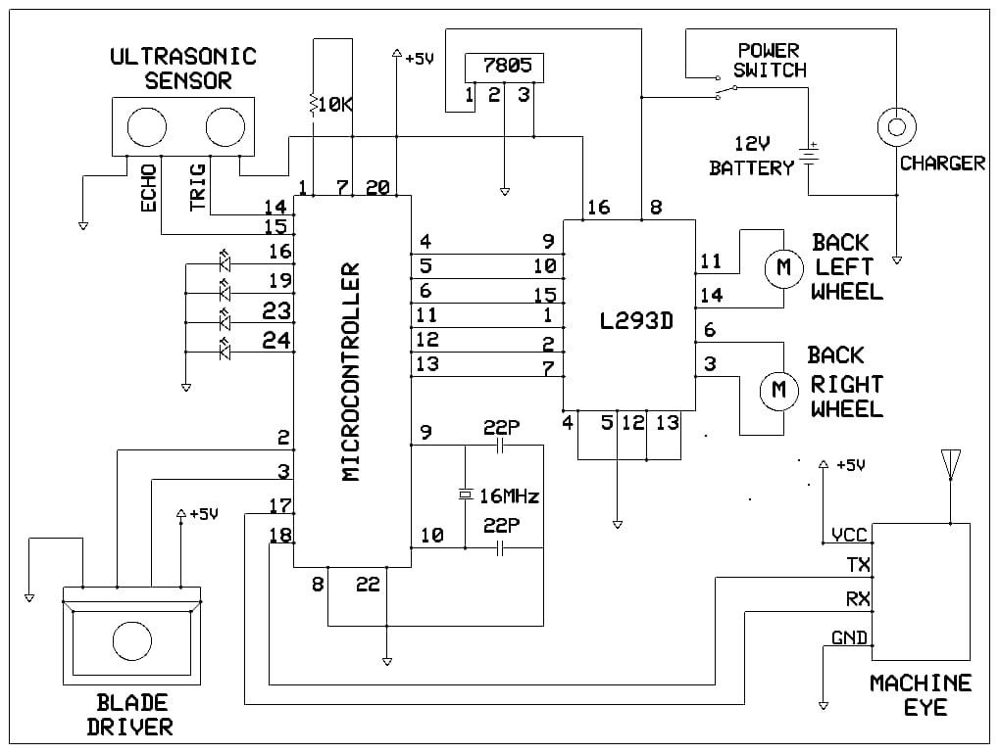 ULTRASONIC
SENSOR
+5V
7805
1 2 3
POWER
SWITCH
10K
12V
BATTERY
+
CHARGER
ECHO
TRIG
1 7 20
14
15
16
19
23
24
2
3
17
18
MICROCONTROLLER
4
5
6
11
12
13
9
10
8 22
16 8
9
10
15
1
2
7
L293D
11
14
6
3
4 5 12 13
M
BACK
LEFT
WHEEL
M
BACK
RIGHT
WHEEL
22P
16MHz
22P
+5V
BLADE
DRIVER
+5V
VCC
TX
RX
GND
MACHINE
EYE